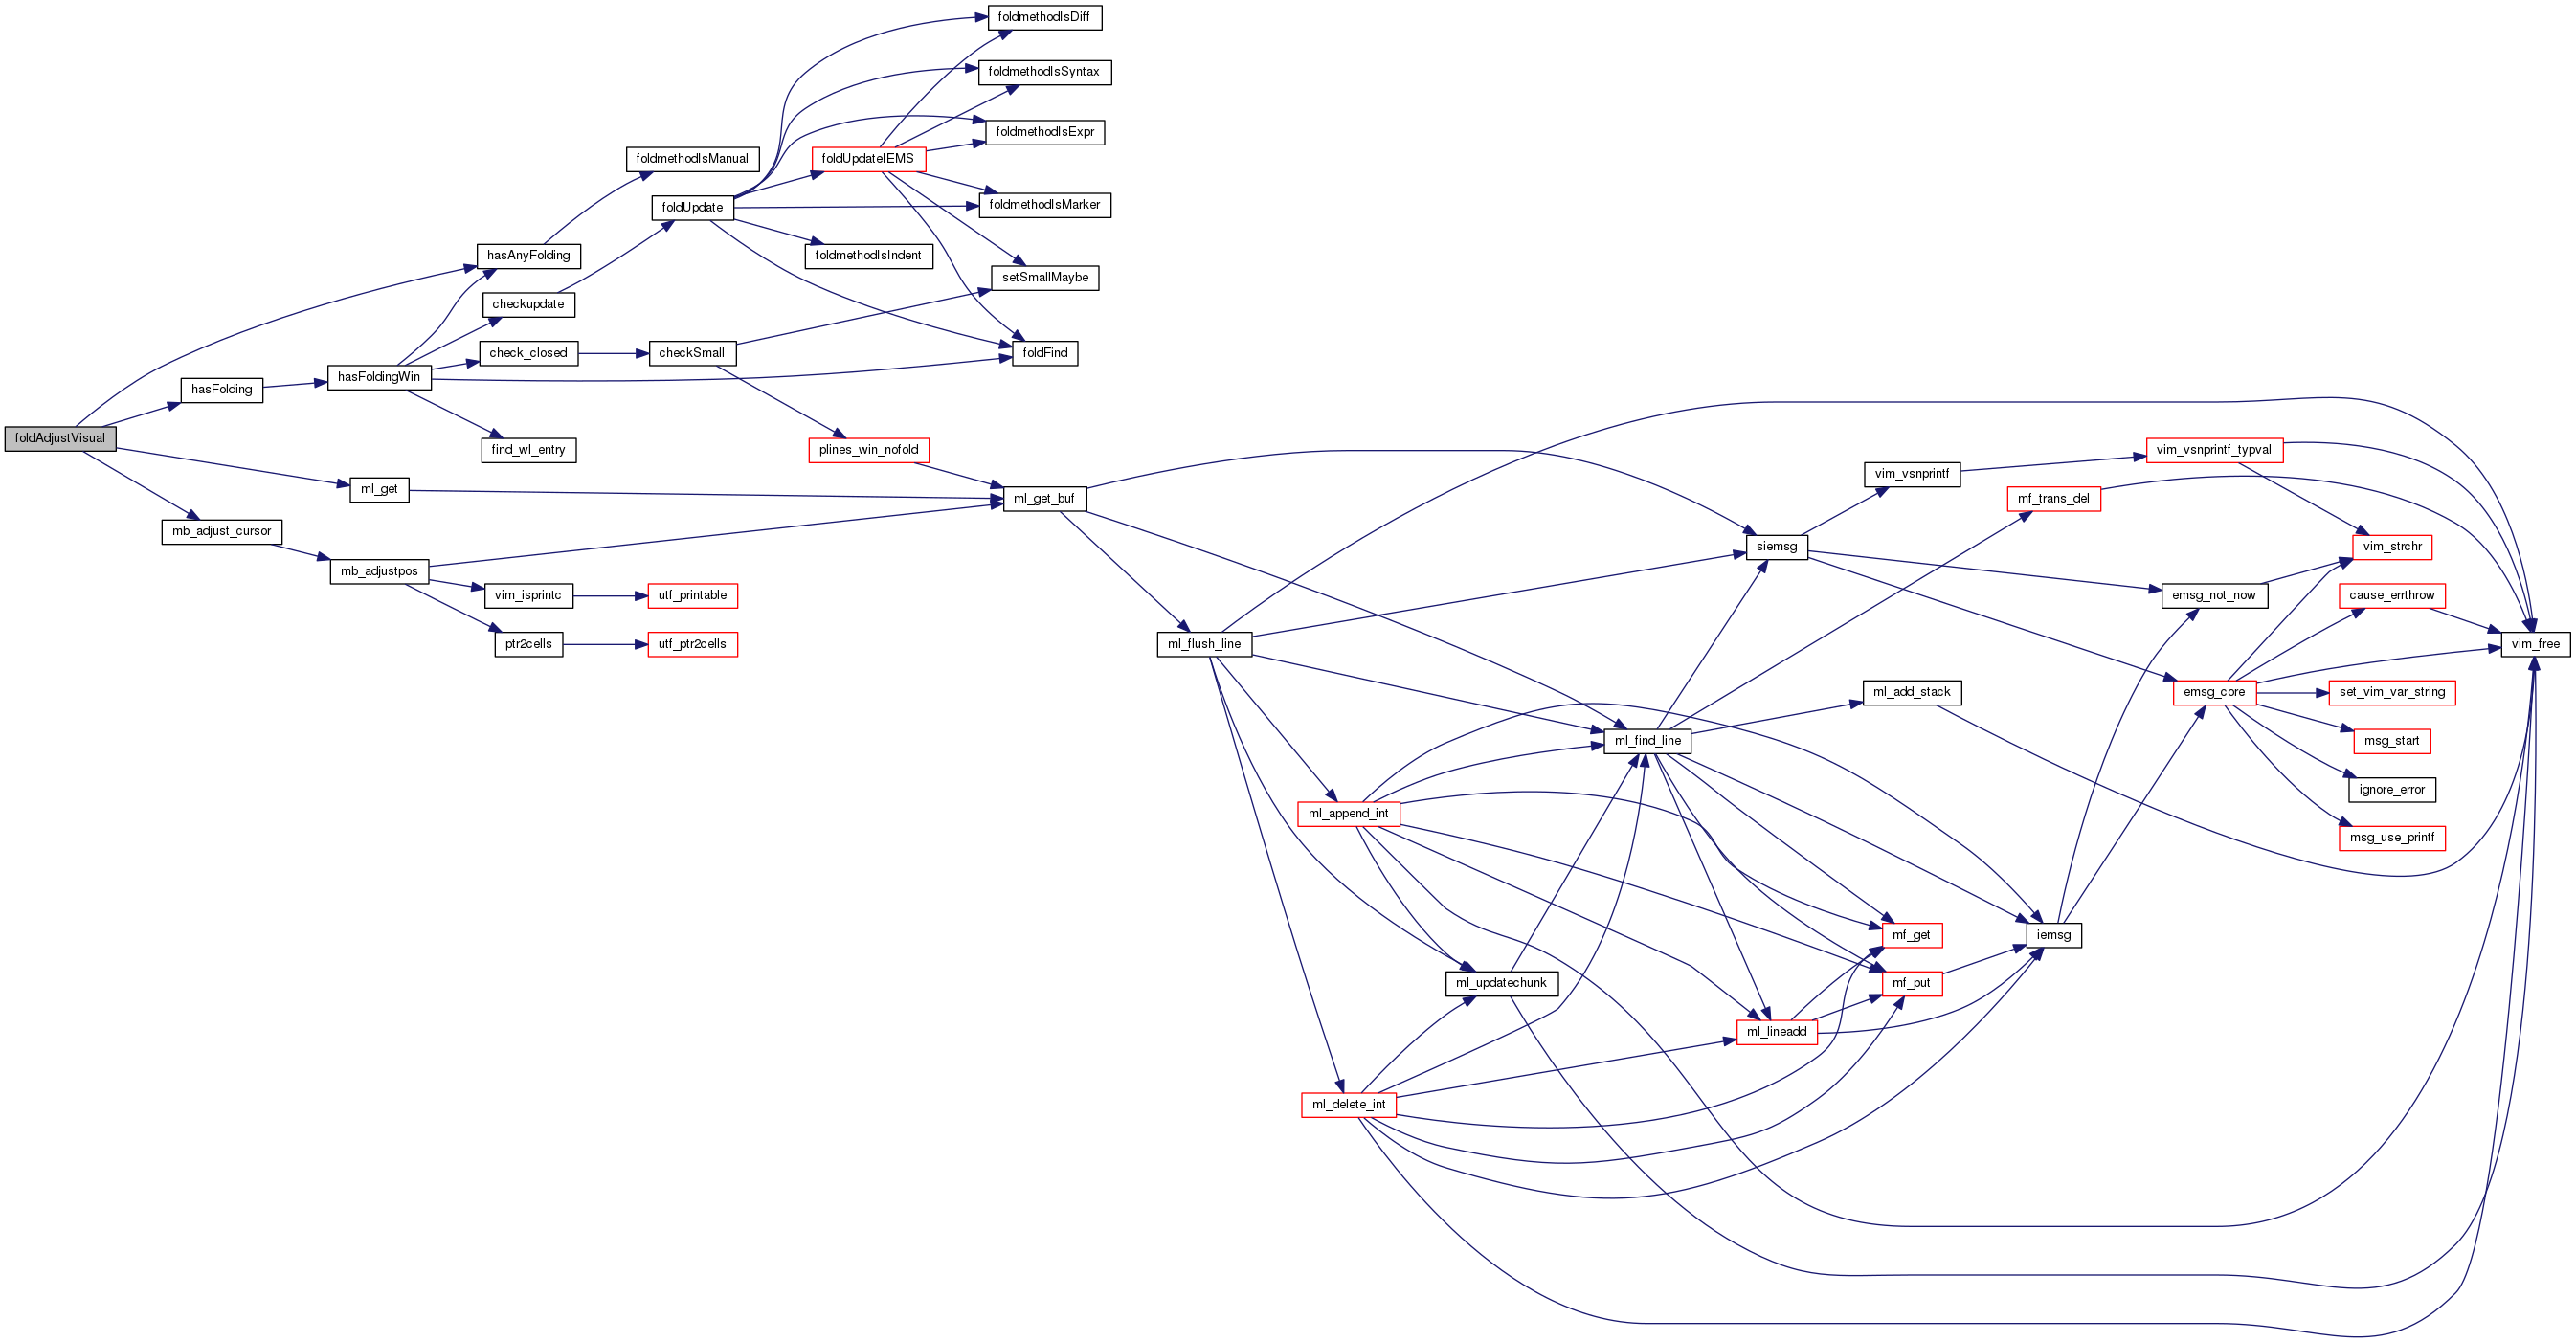 foldmethodIsDiff
foldmethodIsSyntax
foldmethodIsExpr
foldmethodIsManual
foldUpdateIEMS
foldUpdate
foldmethodIsMarker
hasAnyFolding
foldmethodIsIndent
setSmallMaybe
checkupdate
check_closed
checkSmall
foldFind
hasFolding
hasFoldingWin
foldAdjustVisual
find_wl_entry
plines_win_nofold
vim_vsnprintf_typval
vim_vsnprintf
ml_get
ml_get_buf
mf_trans_del
mb_adjust_cursor
siemsg
vim_strchr
mb_adjustpos
vim_isprintc
utf_printable
emsg_not_now
cause_errthrow
ptr2cells
utf_ptr2cells
ml_flush_line
vim_free
ml_add_stack
emsg_core
set_vim_var_string
ml_find_line
msg_start
ignore_error
ml_append_int
msg_use_printf
mf_get
iemsg
ml_updatechunk
mf_put
ml_lineadd
ml_delete_int